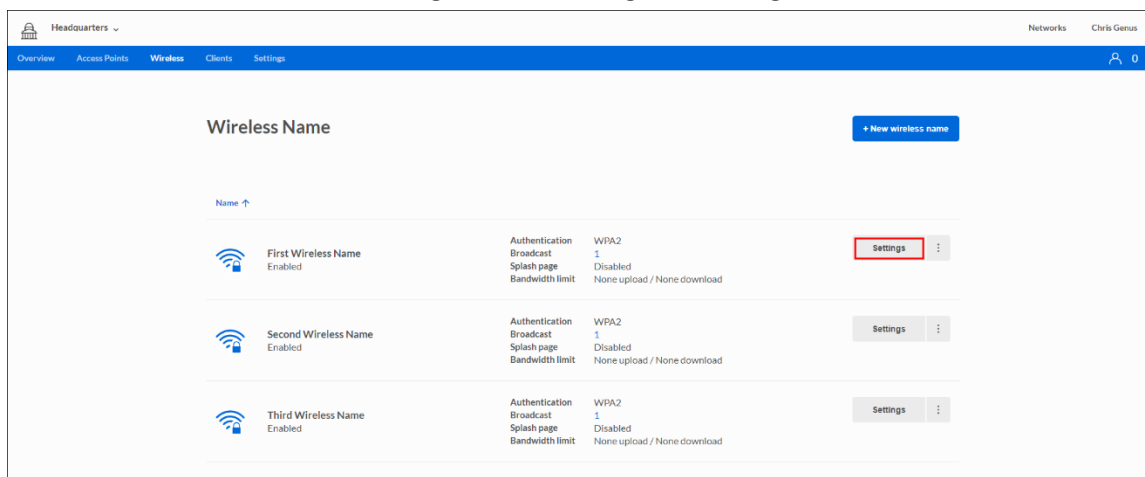 Headquarters
Networks Chris Genus
Overview Access Points Wireless Clients Settings 0
Wireless Name
+ New wireless name
Name ↑
First Wireless Name
Enabled
Authentication WPA2
Broadcast 1
Splash page Disabled
Bandwidth limit None upload / None download
Settings
Second Wireless Name
Enabled
Authentication WPA2
Broadcast 1
Splash page Disabled
Bandwidth limit None upload / None download
Settings
Third Wireless Name
Enabled
Authentication WPA2
Broadcast 1
Splash page Disabled
Bandwidth limit None upload / None download
Settings